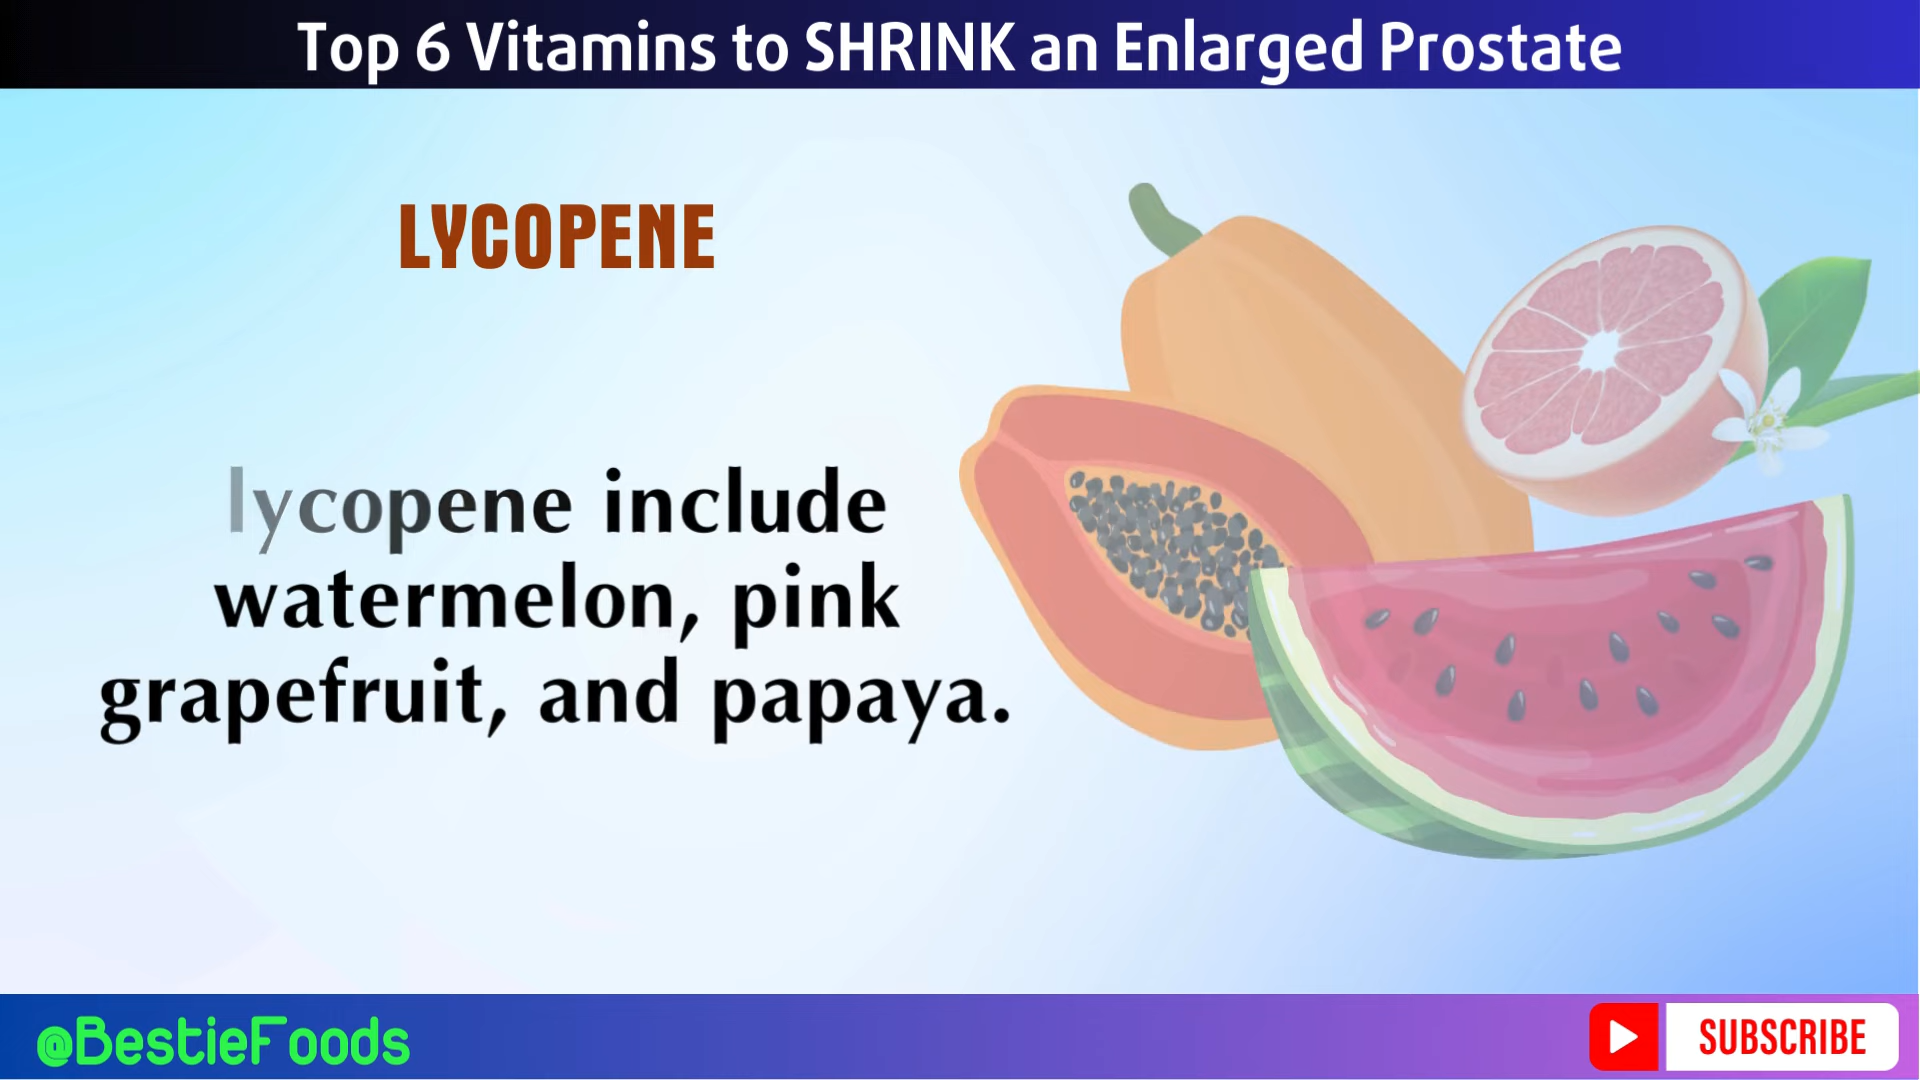 Top 6 Vitamins to SHRINK an Enlarged Prostate
LYCOPENE
lycopene include
watermelon, pink
grapefruit, and papaya.
@BestieFoods
SUBSCRIBE